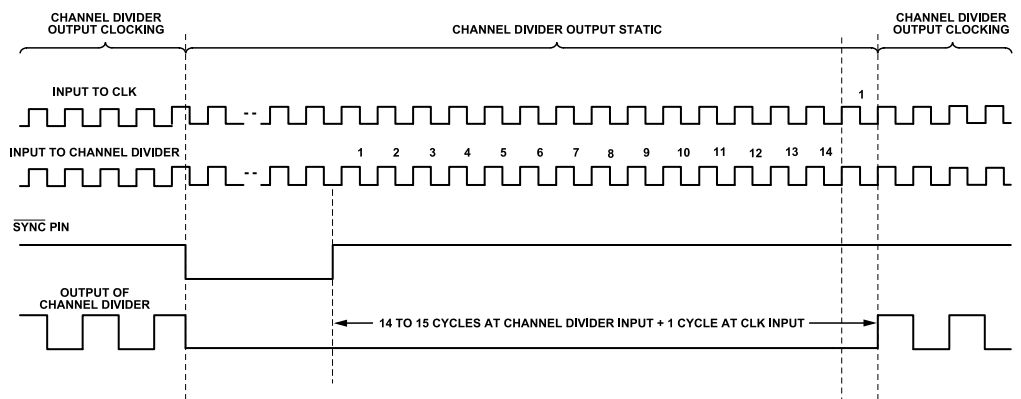 CHANNEL DIVIDER
OUTPUT CLOCKING
CHANNEL DIVIDER OUTPUT STATIC
CHANNEL DIVIDER
OUTPUT CLOCKING
INPUT TO CLK
1
INPUT TO CHANNEL DIVIDER
1 2 3 4 5 6 7 8 9 10 11 12 13 14
SYNC PIN
OUTPUT OF
CHANNEL DIVIDER
14 TO 15 CYCLES AT CHANNEL DIVIDER INPUT + 1 CYCLE AT CLK INPUT